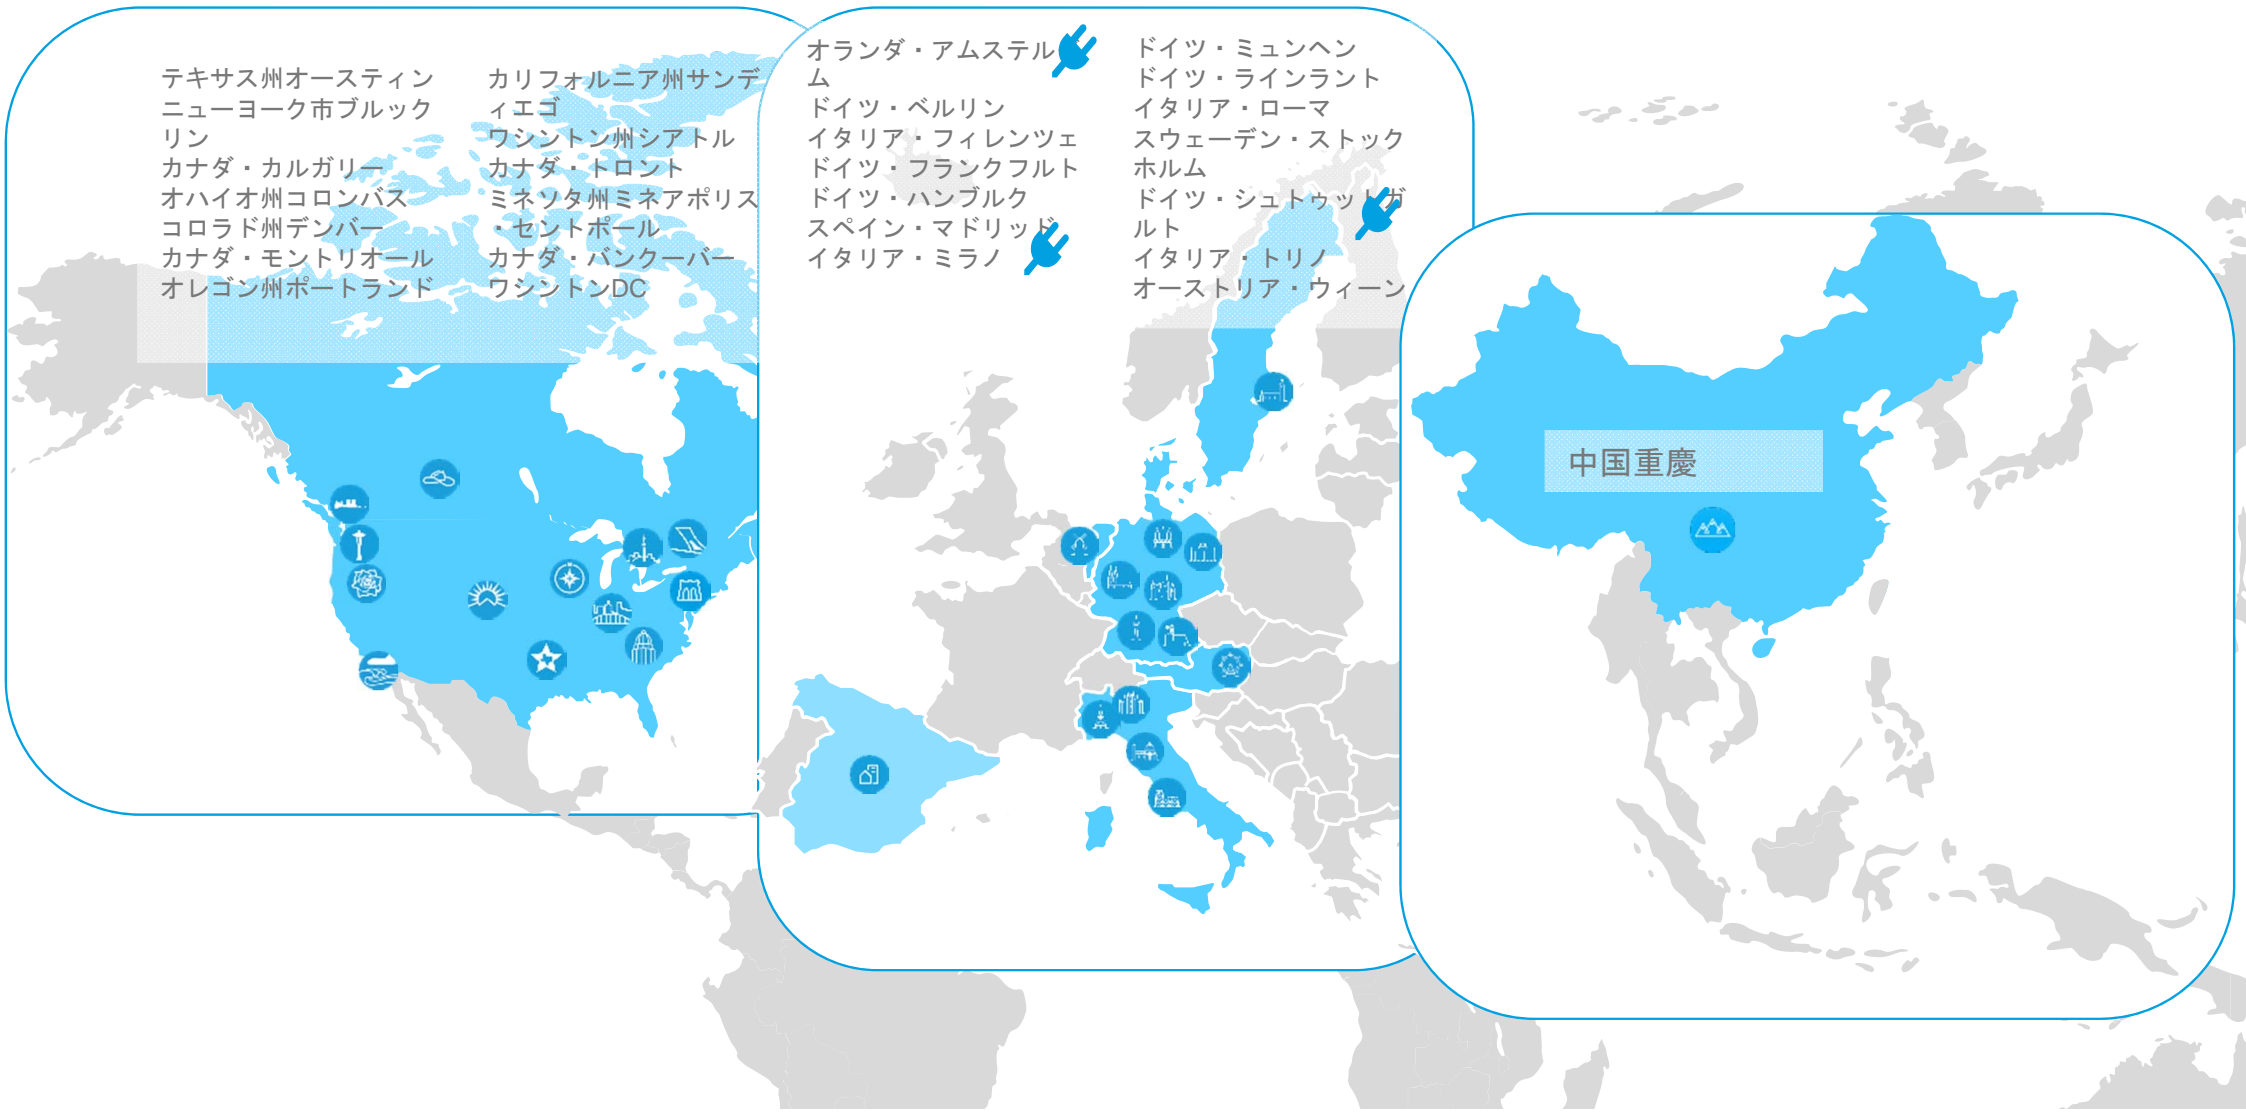 テキサス州オースティン
ニューヨーク市ブルック
リン
カナダ・カルガリー
オハイオ州コロンバス
コロラド州デンバー
カナダ・モントリオール
オレゴン州ポートランド
カリフォルニア州サンデ
ィエゴ
ワシントン州シアトル
カナダ・トロント
ミネソタ州ミネアポリス
・セントポール
カナダ・バンクーバー
ワシントンDC
オランダ・アムステル
ム
ドイツ・ベルリン
イタリア・フィレンツェ
ドイツ・フランクフルト
ドイツ・ハンブルク
スペイン・マドリッド
イタリア・ミラノ
ドイツ・ミュンヘン
ドイツ・ラインラント
イタリア・ローマ
スウェーデン・ストック
ホルム
ドイツ・シュトゥットガ
ルト
イタリア・トリノ
オーストリア・ウィーン
中国重慶